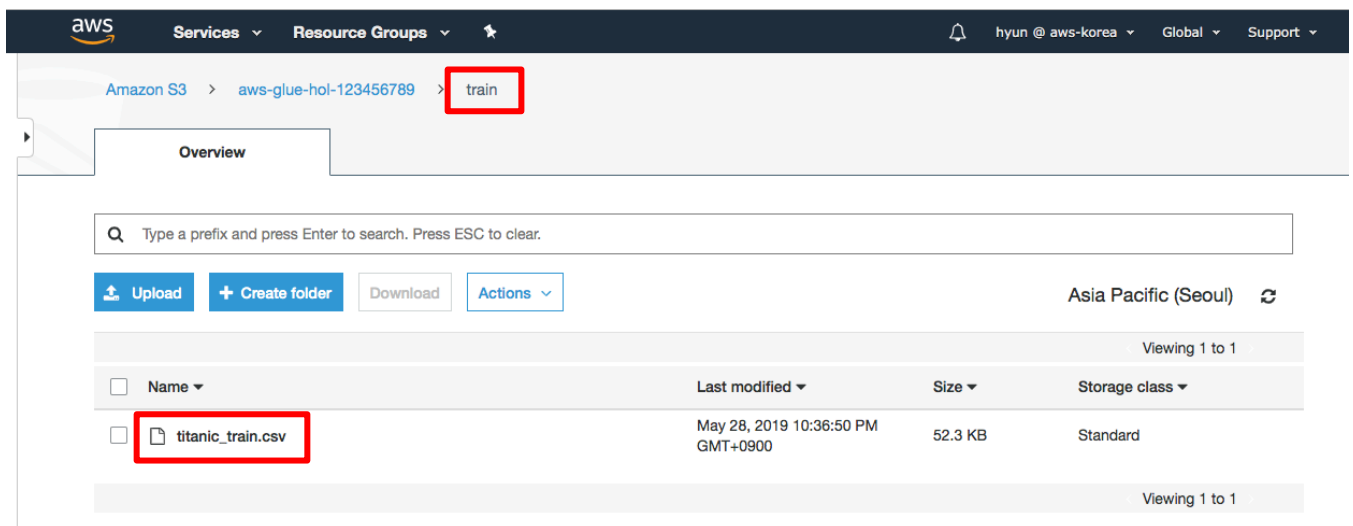 aws Services Resource Groups hyun @ aws-korea Global Support
Amazon S3 > aws-glue-hol-123456789 > train
Overview
Type a prefix and press Enter to search. Press ESC to clear.
Upload + Create folder Download Actions Asia Pacific (Seoul)
Viewing 1 to 1
Name Last modified Size Storage class
titanic_train.csv May 28, 2019 10:36:50 PM GMT+0900 52.3 KB Standard
Viewing 1 to 1